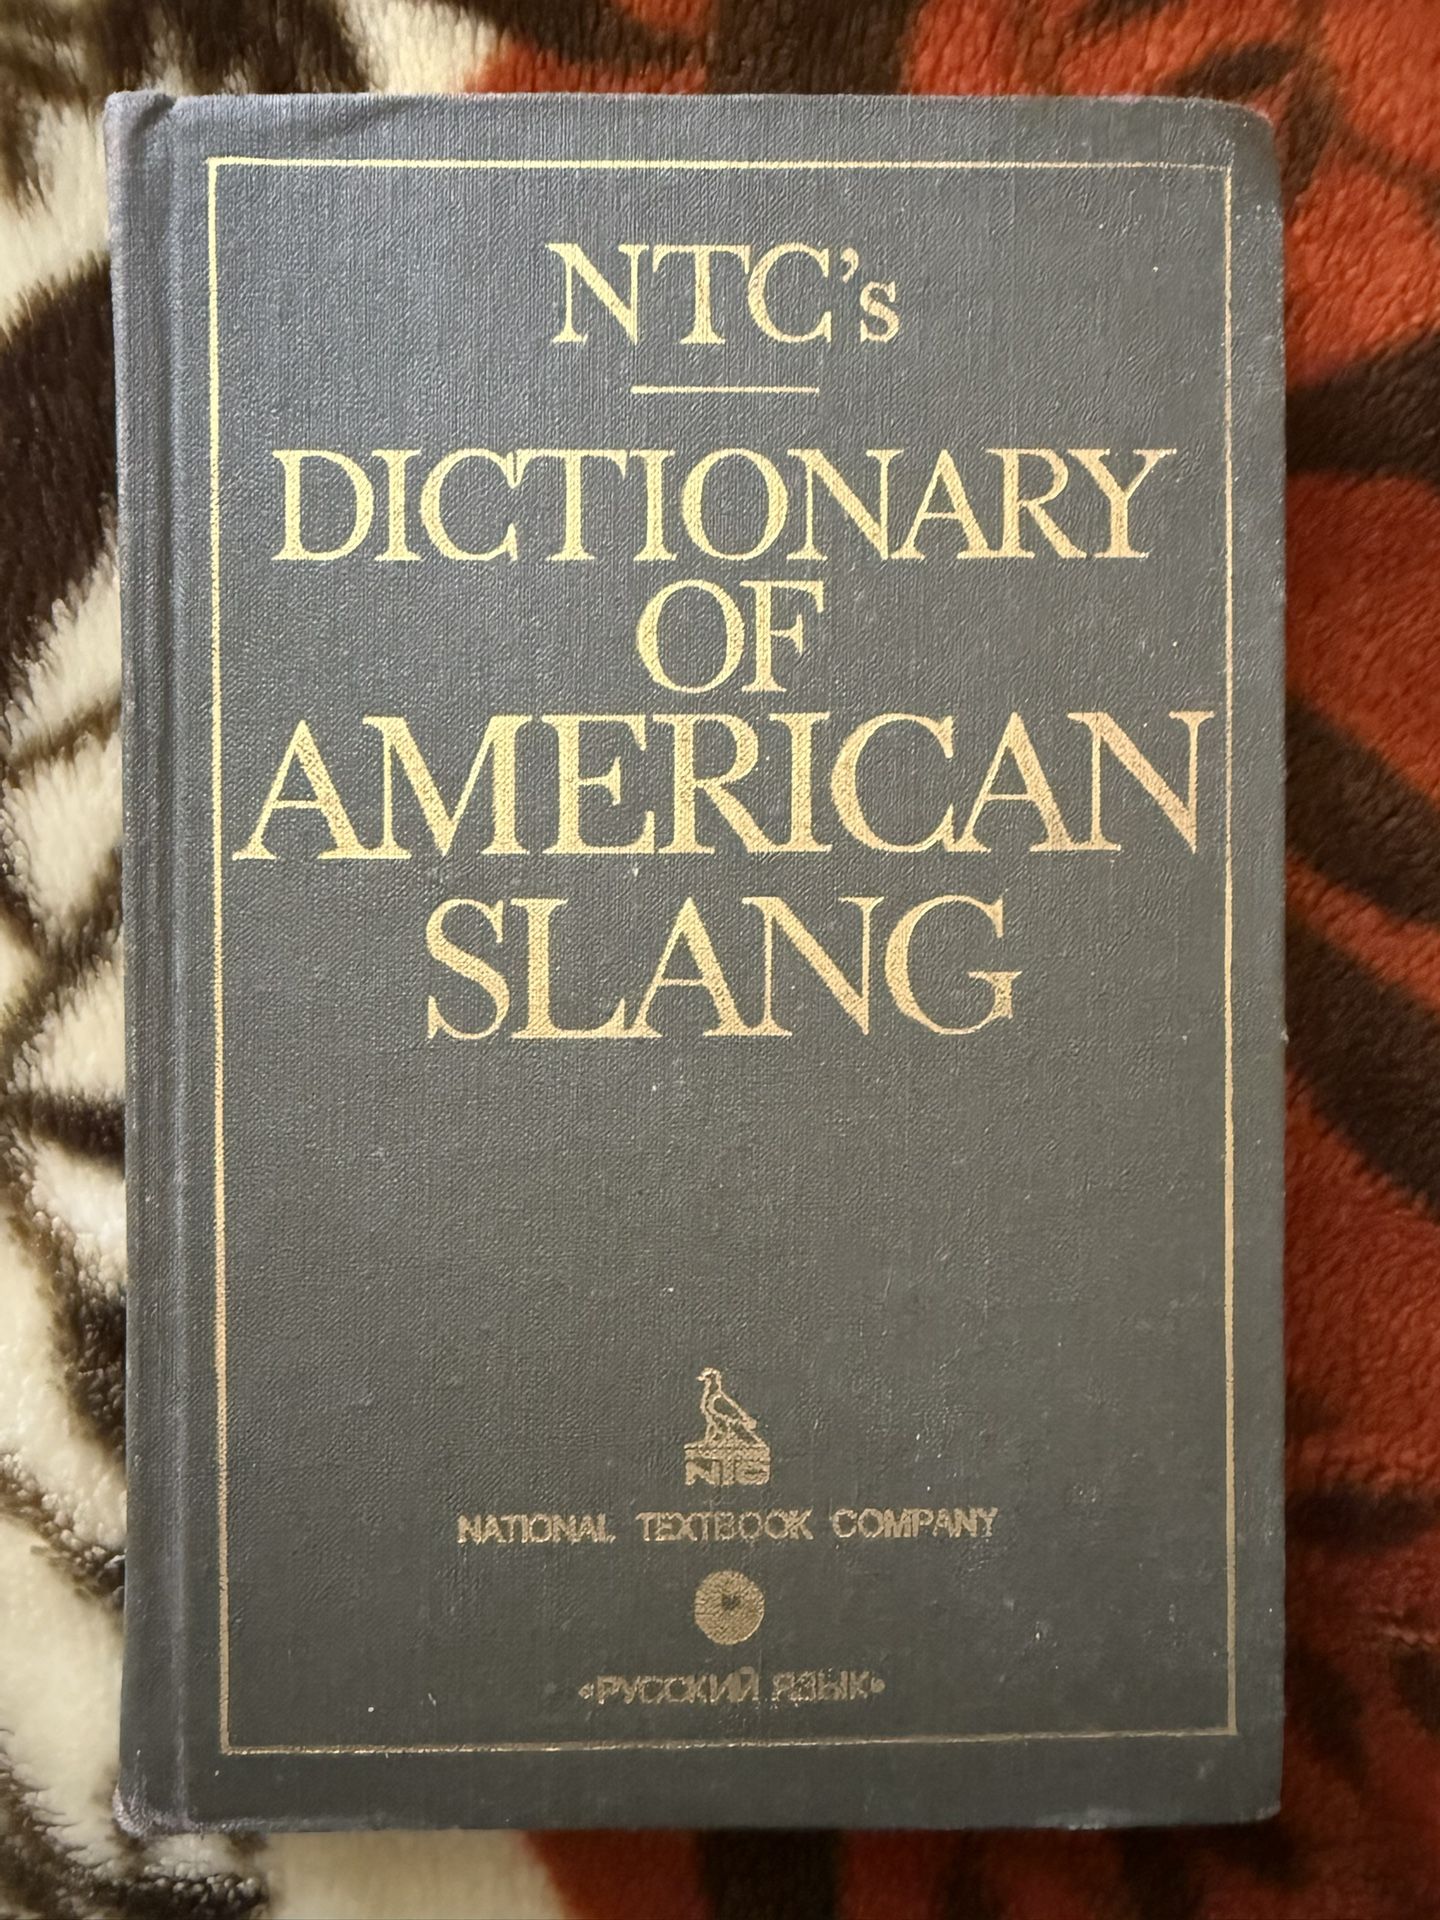 NTC's
DICTIONARY
OF
AMERICAN
SLANG
NTC
NATIONAL TEXTBOOK COMPANY
«РУССКИЙ ЯЗЫК»